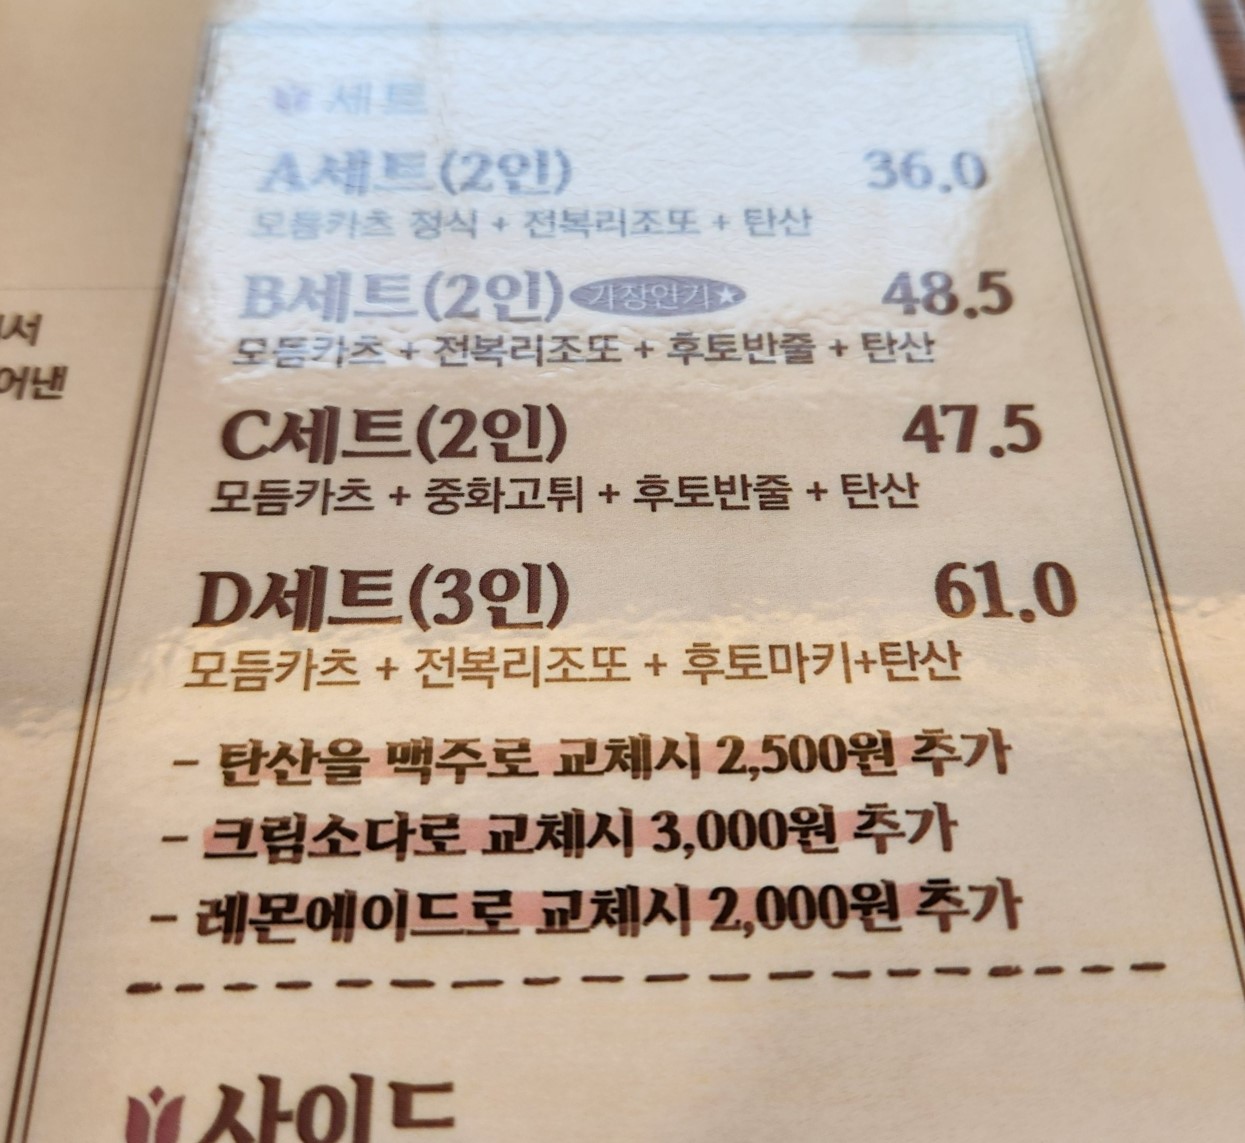 세트
A세트(2인) 36.0
모듬카츠 정식 + 전복리조또 + 탄산
B세트(2인) 가장인기★ 48.5
모듬카츠 + 전복리조또 + 후토반줄 + 탄산
C세트(2인) 47.5
모듬카츠 + 중화고튀 + 후토반줄 + 탄산
D세트(3인) 61.0
모듬카츠 + 전복리조또 + 후토마키+탄산
- 탄산을 맥주로 교체시 2,500원 추가
- 크림소다로 교체시 3,000원 추가
- 레몬에이드로 교체시 2,000원 추가
사이드
서
어낸